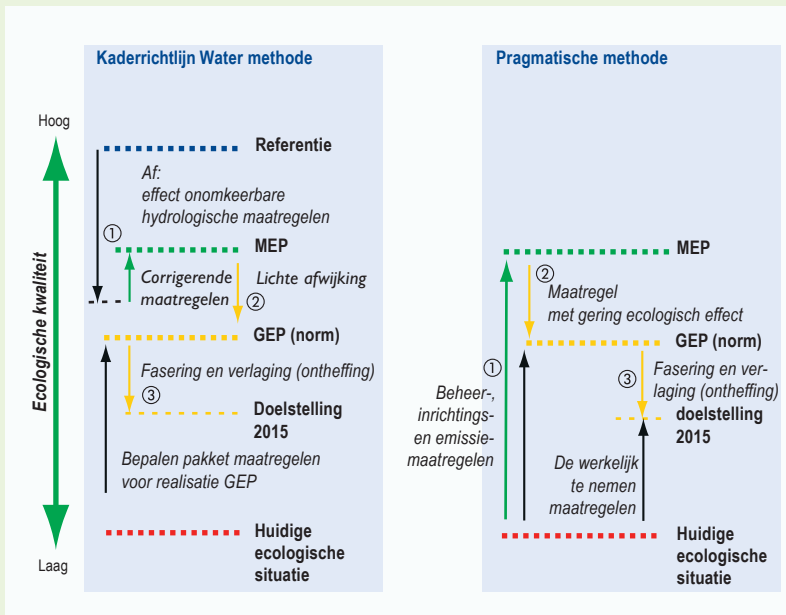 Kaderrichtlijn Water methode
Hoog
Ecologische kwaliteit
Laag
Referentie
Af:
effect onomkeerbare
hydrologische maatregelen
①
MEP
Corrigerende
maatregelen
Lichte afwijking
②
GEP (norm)
Fasering en verlaging (ontheffing)
③
Doelstelling
2015
Bepalen pakket maatregelen
voor realisatie GEP
Huidige
ecologische
situatie
Pragmatische methode
MEP
②
Maatregel
met gering ecologisch effect
GEP (norm)
①
Beheer-,
inrichtings-
en emissie-
maatregelen
③
Fasering en ver-
laging (ontheffing)
doelstelling
2015
De werkelijk
te nemen
maatregelen
Huidige
ecologische
situatie